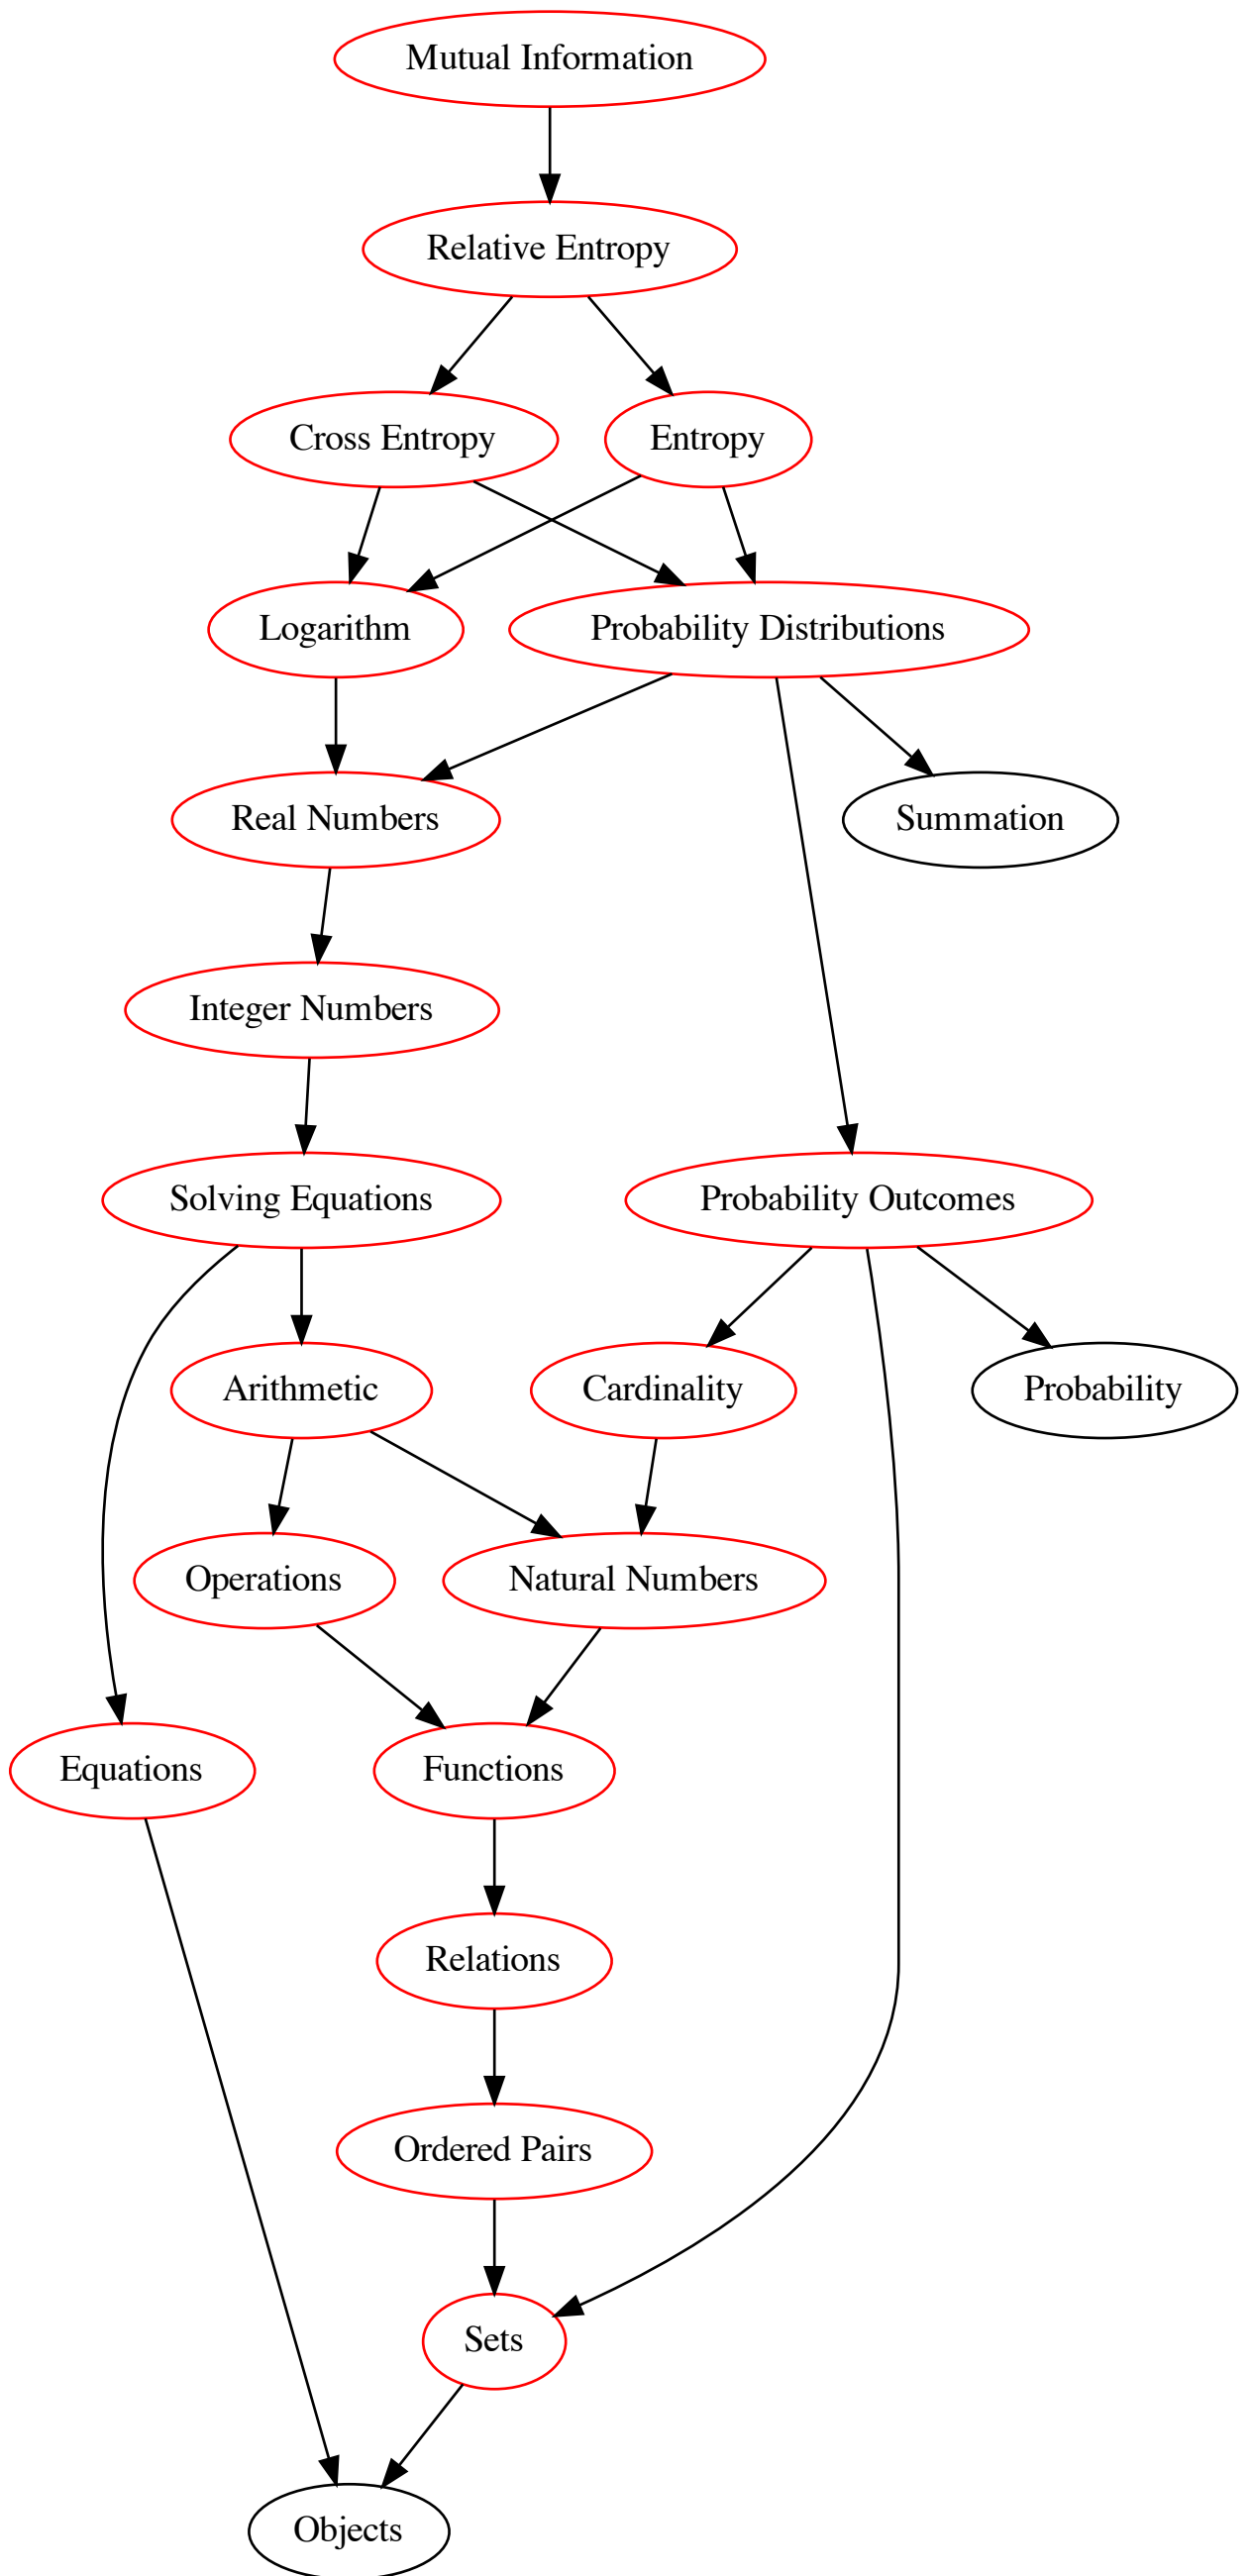 Mutual Information
Relative Entropy
Cross Entropy
Entropy
Logarithm
Probability Distributions
Real Numbers
Summation
Integer Numbers
Solving Equations
Probability Outcomes
Arithmetic
Cardinality
Probability
Operations
Natural Numbers
Equations
Functions
Relations
Ordered Pairs
Sets
Objects